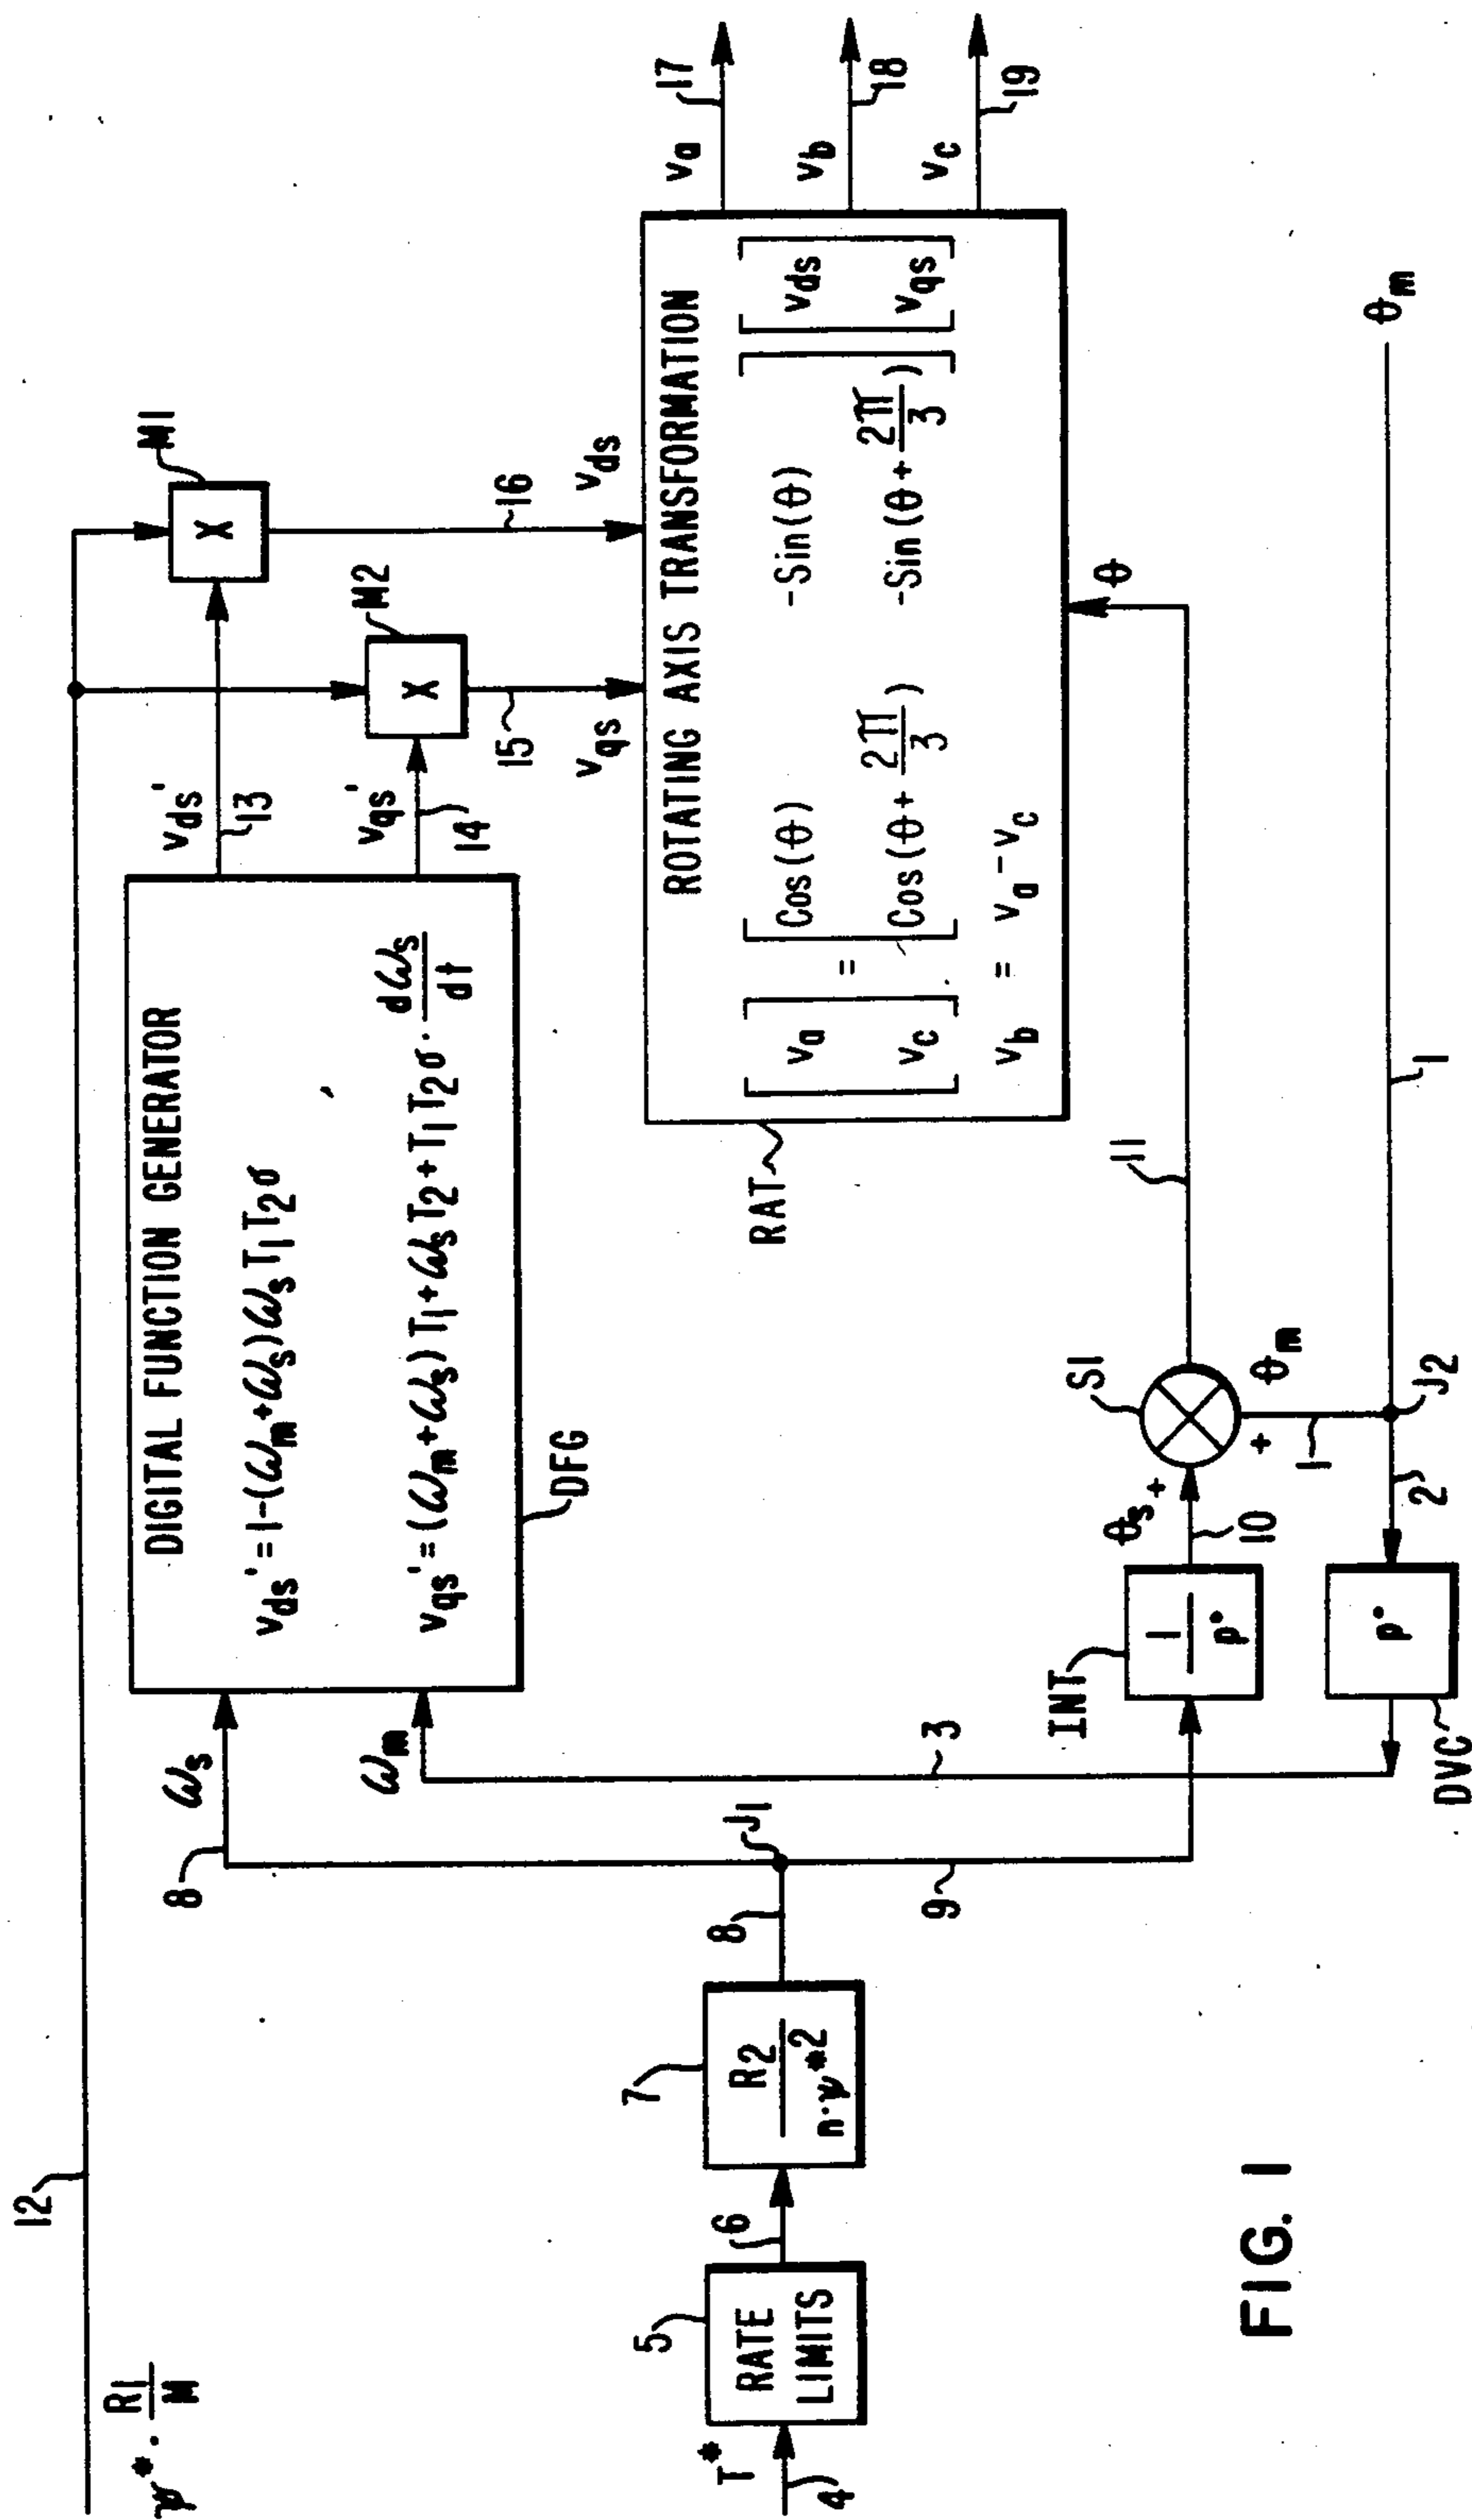 12
ψ* · R1/M
DIGITAL FUNCTION GENERATOR
vds' = 1-(ωm+ωs)ωs T1T2σ
vqs' = (ωm+ωs) T1+ωsT2+T1T2σ· dωs/dt
DFG
8
ωs
ωm
vds'
13
vqs'
14
M1
X
M2
X
15
vqs
16
vds
T*
4
5
RATE
LIMITS
6
7
R2/n·ψ*2
8
J1
9
3
ROTATING AXIS TRANSFORMATION
[va vc] = [Cos(θ) -Sin(θ) Cos(θ+2π/3) -Sin(θ+2π/3)] [vds vqs]
vb = va-vc
RAT
va
17
vb
18
vc
19
INT
1/p·
θs
+
10
S1
11
θ
+
θm
1
J2
2
p·
DVC
1
θm
FIG. 1